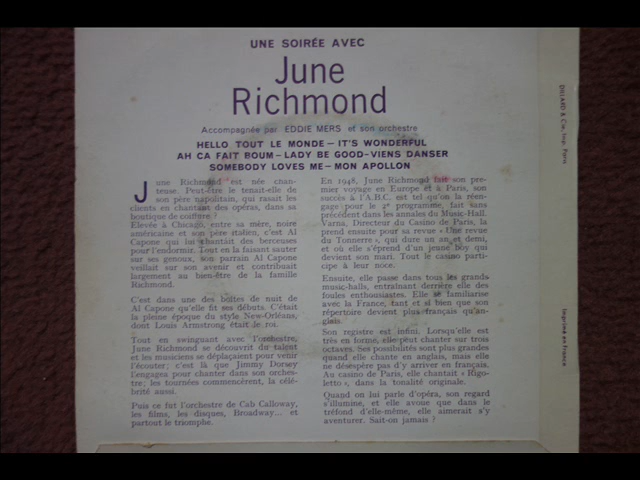 UNE SOIRÉE AVEC
June
Richmond
Accompagnée par EDDIE MERS et son orchestre
HELLO TOUT LE MONDE — IT'S WONDERFUL
AH CA FAIT BOUM — LADY BE GOOD - VIENS DANSER
SOMEBODY LOVES ME — MON APOLLON
June Richmond est née chan-
teuse. Peut-être le tenait-elle de
son père napolitain, qui rasait les
clients en chantant des opéras, dans sa
boutique de coiffure ?
Elevée à Chicago, entre sa mère, noire
américaine et son père italien, c'est Al
Capone qui lui chantait des berceuses
pour l'endormir. Tout en la faisant sauter
sur ses genoux, son parrain Al Capone
veillait sur son avenir et contribuait
largement au bien-être de la famille
Richmond.
C'est dans une des boîtes de nuit de
Al Capone qu'elle fit ses débuts. C'était
la pleine époque du style New-Orléans,
dont Louis Armstrong était le roi.
Tout en swinguant avec l'orchestre,
June Richmond se découvrit du talent
et les musiciens se déplaçaient pour venir
l'écouter; c'est là que Jimmy Dorsey
l'engagea pour chanter dans son orches-
tre; les tournées commencèrent, la célé-
brité aussi.
Puis ce fut l'orchestre de Cab Calloway,
les films, les disques, Broadway... et
partout le triomphe.
En 1948, June Richmond fait son pre-
mier voyage en Europe et à Paris, son
succès à l'A.B.C. est tel qu'on la réen-
gage pour le 2e programme, fait sans
précédent dans les annales du Music-Hall.
Varna, Directeur du Casino de Paris, la
prend ensuite pour sa revue « Une revue
du Tonnerre », qui dure un an et demi,
et où elle s'éprend d'un jeune boy qui
devient son mari. Tout le casino parti-
cipe à leur noce.
Ensuite, elle passe dans tous les grands
music-halls, entraînant derrière elle des
foules enthousiastes. Elle se familiarise
avec la France, tant et si bien que son
répertoire devient plus français qu'an-
glais.
Son registre est infini. Lorsqu'elle est
très en forme, elle peut chanter sur trois
octaves. Ses possibilités sont plus grandes
quand elle chante en anglais, mais elle
ne désespère pas d'y arriver en français.
Au casino de Paris, elle chantait « Rigo-
letto », dans la tonalité originale.
Quand on lui parle d'opéra, son regard
s'illumine, et elle avoue que dans le
tréfond d'elle-même, elle aimerait s'y
aventurer. Sait-on jamais ?
DILLARD & Cie, Imp. Paris
Imprimé en France